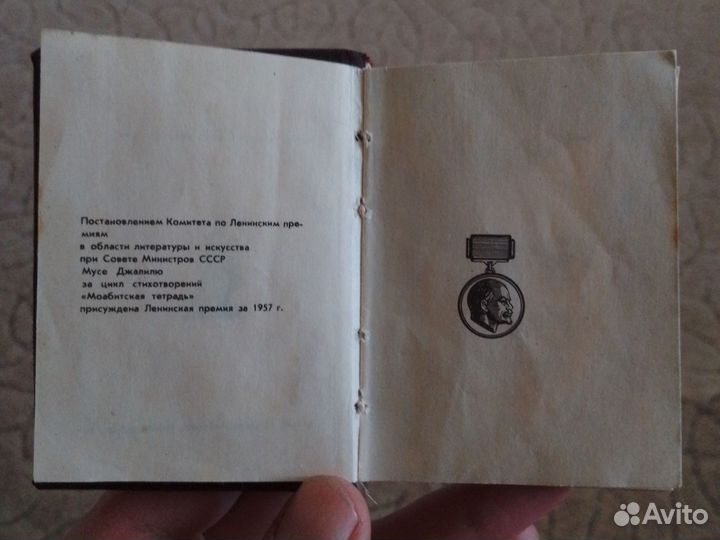 Постановлением Комитета по Ленинским пре-
миям
в области литературы и искусства
при Совете Министров СССР
Мусе Джалилю
за цикл стихотворений
«Моабитская тетрадь»
присуждена Ленинская премия за 1957 г.
Avito